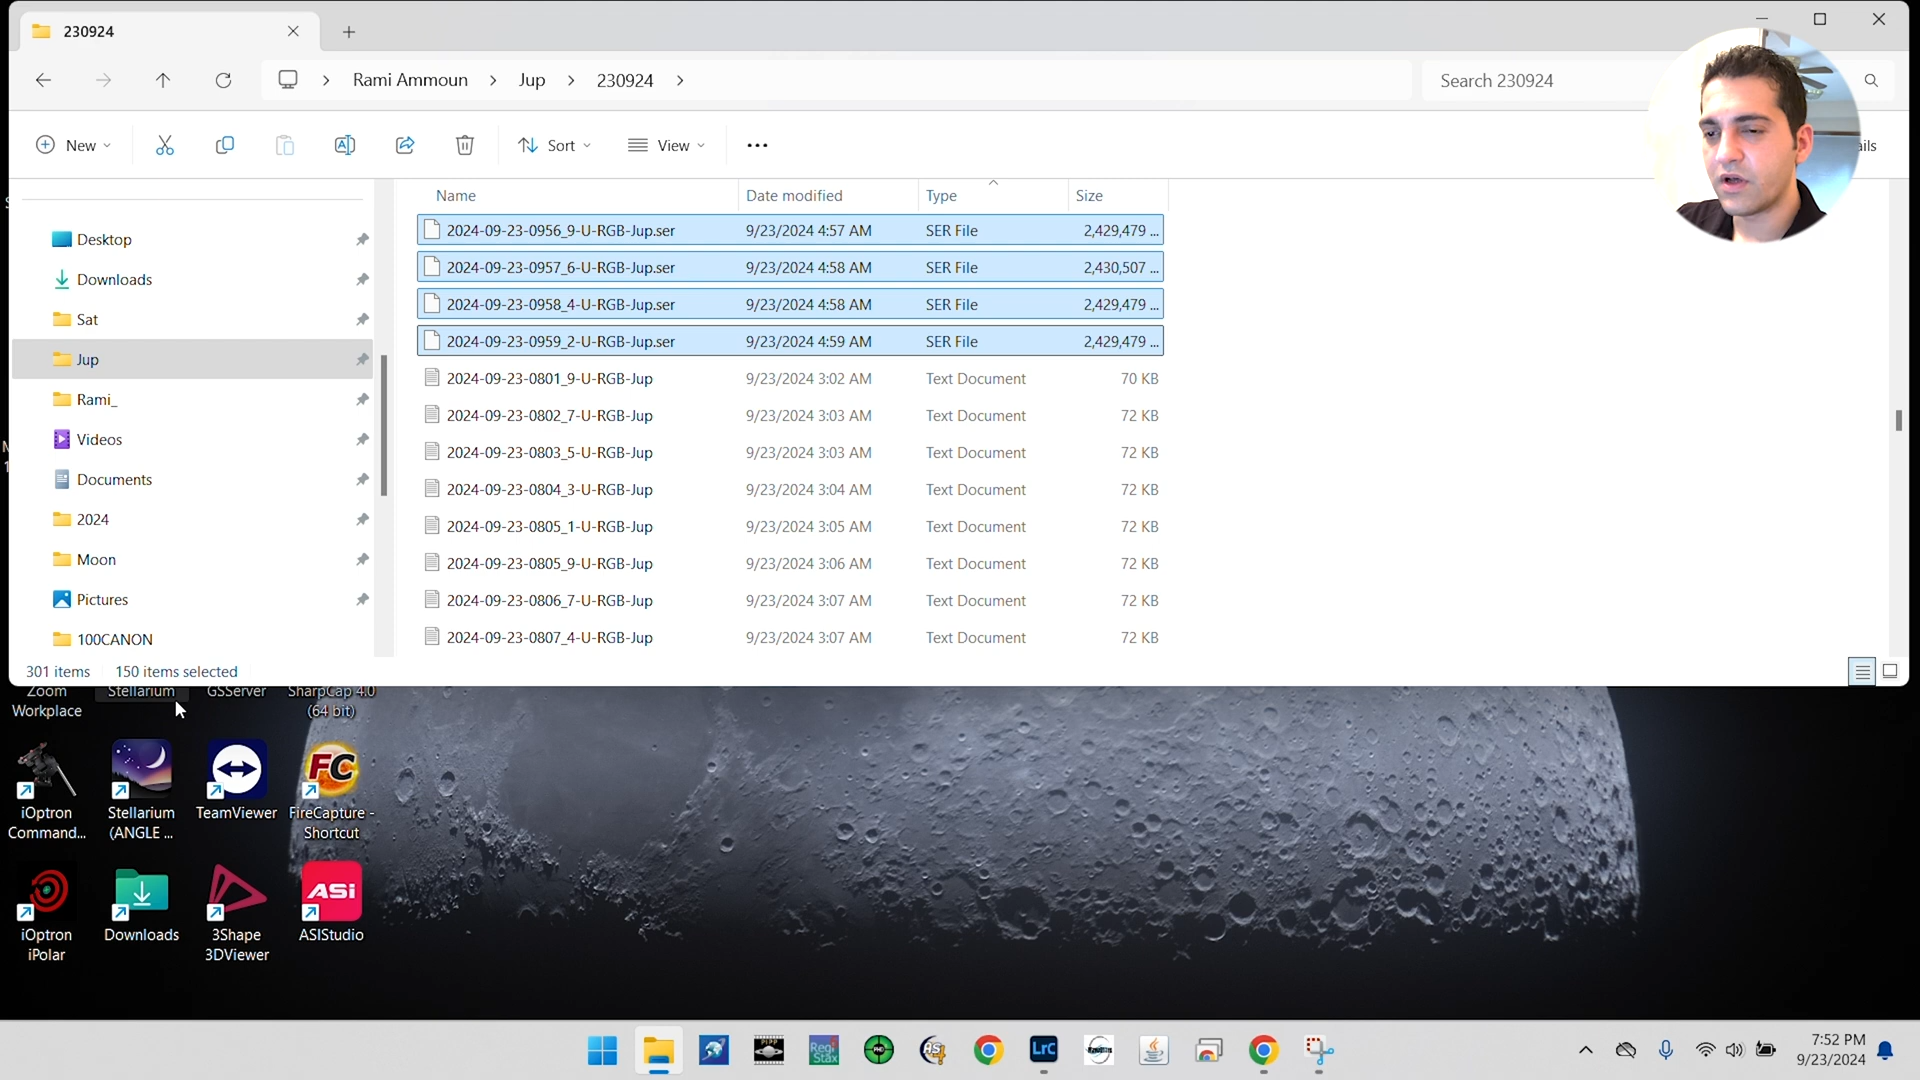 230924
Rami Ammoun
Jup
230924
Search 230924
New
Sort
View
ails
Name
Date modified
Type
Size
2024-09-23-0956_9-U-RGB-Jup.ser 9/23/2024 4:57 AM SER File 2,429,479 ...
2024-09-23-0957_6-U-RGB-Jup.ser 9/23/2024 4:58 AM SER File 2,430,507 ...
2024-09-23-0958_4-U-RGB-Jup.ser 9/23/2024 4:58 AM SER File 2,429,479 ...
2024-09-23-0959_2-U-RGB-Jup.ser 9/23/2024 4:59 AM SER File 2,429,479 ...
2024-09-23-0801_9-U-RGB-Jup 9/23/2024 3:02 AM Text Document 70 KB
2024-09-23-0802_7-U-RGB-Jup 9/23/2024 3:03 AM Text Document 72 KB
2024-09-23-0803_5-U-RGB-Jup 9/23/2024 3:03 AM Text Document 72 KB
2024-09-23-0804_3-U-RGB-Jup 9/23/2024 3:04 AM Text Document 72 KB
2024-09-23-0805_1-U-RGB-Jup 9/23/2024 3:05 AM Text Document 72 KB
2024-09-23-0805_9-U-RGB-Jup 9/23/2024 3:06 AM Text Document 72 KB
2024-09-23-0806_7-U-RGB-Jup 9/23/2024 3:07 AM Text Document 72 KB
2024-09-23-0807_4-U-RGB-Jup 9/23/2024 3:07 AM Text Document 72 KB
Desktop
Downloads
Sat
Jup
Rami_
Videos
Documents
2024
Moon
Pictures
100CANON
301 items
150 items selected
Zoom
Workplace
Stellarium
GSServer
SharpCap 4.0
(64 bit)
iOptron
Command...
Stellarium
(ANGLE ...
TeamViewer
FC
FireCapture -
Shortcut
iOptron
iPolar
Downloads
3Shape
3DViewer
ASi
ASIStudio
PIPP
Regi
Stax
PHD
AS!
4
LrC
7:52 PM
9/23/2024